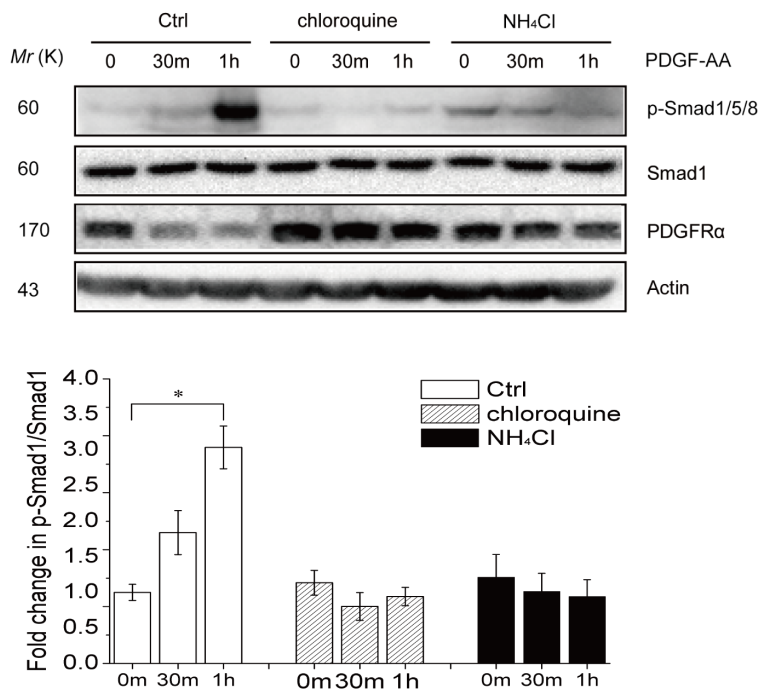 Ctrl chloroquine NH₄Cl
Mr (K) 0 30m 1h 0 30m 1h 0 30m 1h PDGF-AA
60 p-Smad1/5/8
60 Smad1
170 PDGFRα
43 Actin
Fold change in p-Smad1/Smad1
4.0
3.5
3.0
2.5
2.0
1.5
1.0
0.5
0.0
*
Ctrl
chloroquine
NH₄Cl
0m 30m 1h 0m 30m 1h 0m 30m 1h